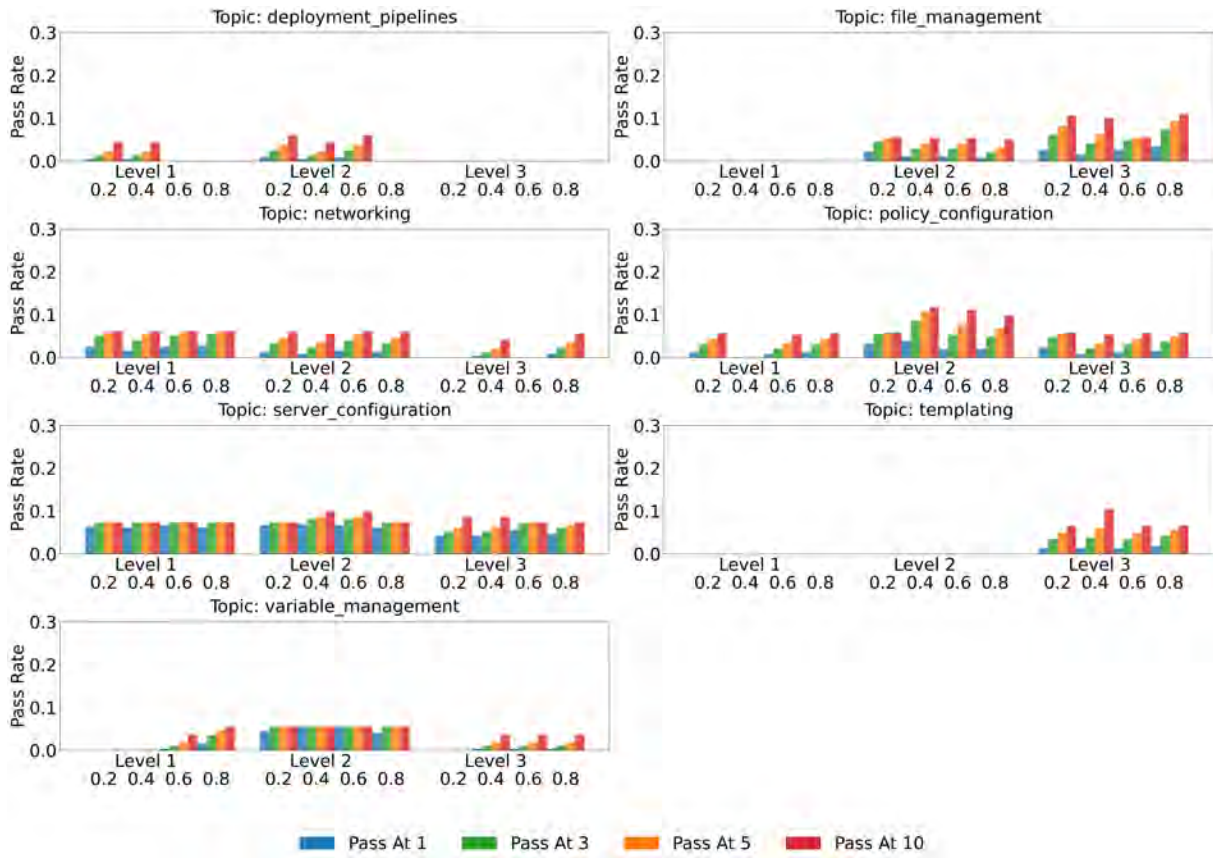 Topic: deployment_pipelines
Pass Rate
0.3
0.2
0.1
0.0
Level 1 Level 2 Level 3
0.2 0.4 0.6 0.8 0.2 0.4 0.6 0.8 0.2 0.4 0.6 0.8
Topic: file_management
Pass Rate
0.3
0.2
0.1
0.0
Level 1 Level 2 Level 3
0.2 0.4 0.6 0.8 0.2 0.4 0.6 0.8 0.2 0.4 0.6 0.8
Topic: networking
Pass Rate
0.3
0.2
0.1
0.0
Level 1 Level 2 Level 3
0.2 0.4 0.6 0.8 0.2 0.4 0.6 0.8 0.2 0.4 0.6 0.8
Topic: policy_configuration
Pass Rate
0.3
0.2
0.1
0.0
Level 1 Level 2 Level 3
0.2 0.4 0.6 0.8 0.2 0.4 0.6 0.8 0.2 0.4 0.6 0.8
Topic: server_configuration
Pass Rate
0.3
0.2
0.1
0.0
Level 1 Level 2 Level 3
0.2 0.4 0.6 0.8 0.2 0.4 0.6 0.8 0.2 0.4 0.6 0.8
Topic: templating
Pass Rate
0.3
0.2
0.1
0.0
Level 1 Level 2 Level 3
0.2 0.4 0.6 0.8 0.2 0.4 0.6 0.8 0.2 0.4 0.6 0.8
Topic: variable_management
Pass Rate
0.3
0.2
0.1
0.0
Level 1 Level 2 Level 3
0.2 0.4 0.6 0.8 0.2 0.4 0.6 0.8 0.2 0.4 0.6 0.8
Pass At 1 Pass At 3 Pass At 5 Pass At 10